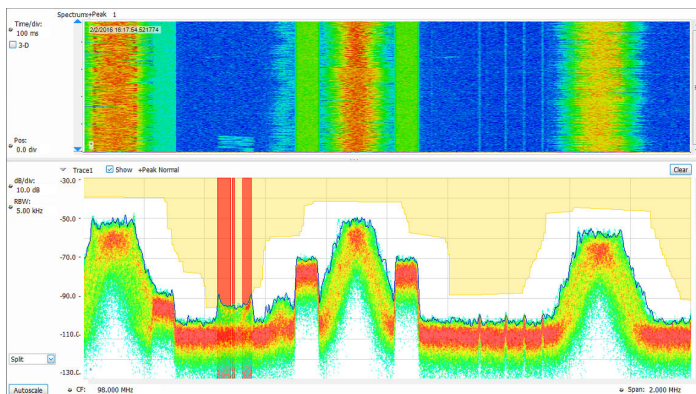 Time/div:
100 ms
3-D
Pos:
0.0 div
Spectrum +Peak 1
2/2/2016 16:17:54.521774
Trace1 Show +Peak Normal Clear
dB/div:
10.0 dB
RBW:
5.00 kHz
-30.0
-50.0
-70.0
-90.0
-110.0
-130.0
Split
Autoscale
CF: 98.000 MHz
Span: 2.000 MHz